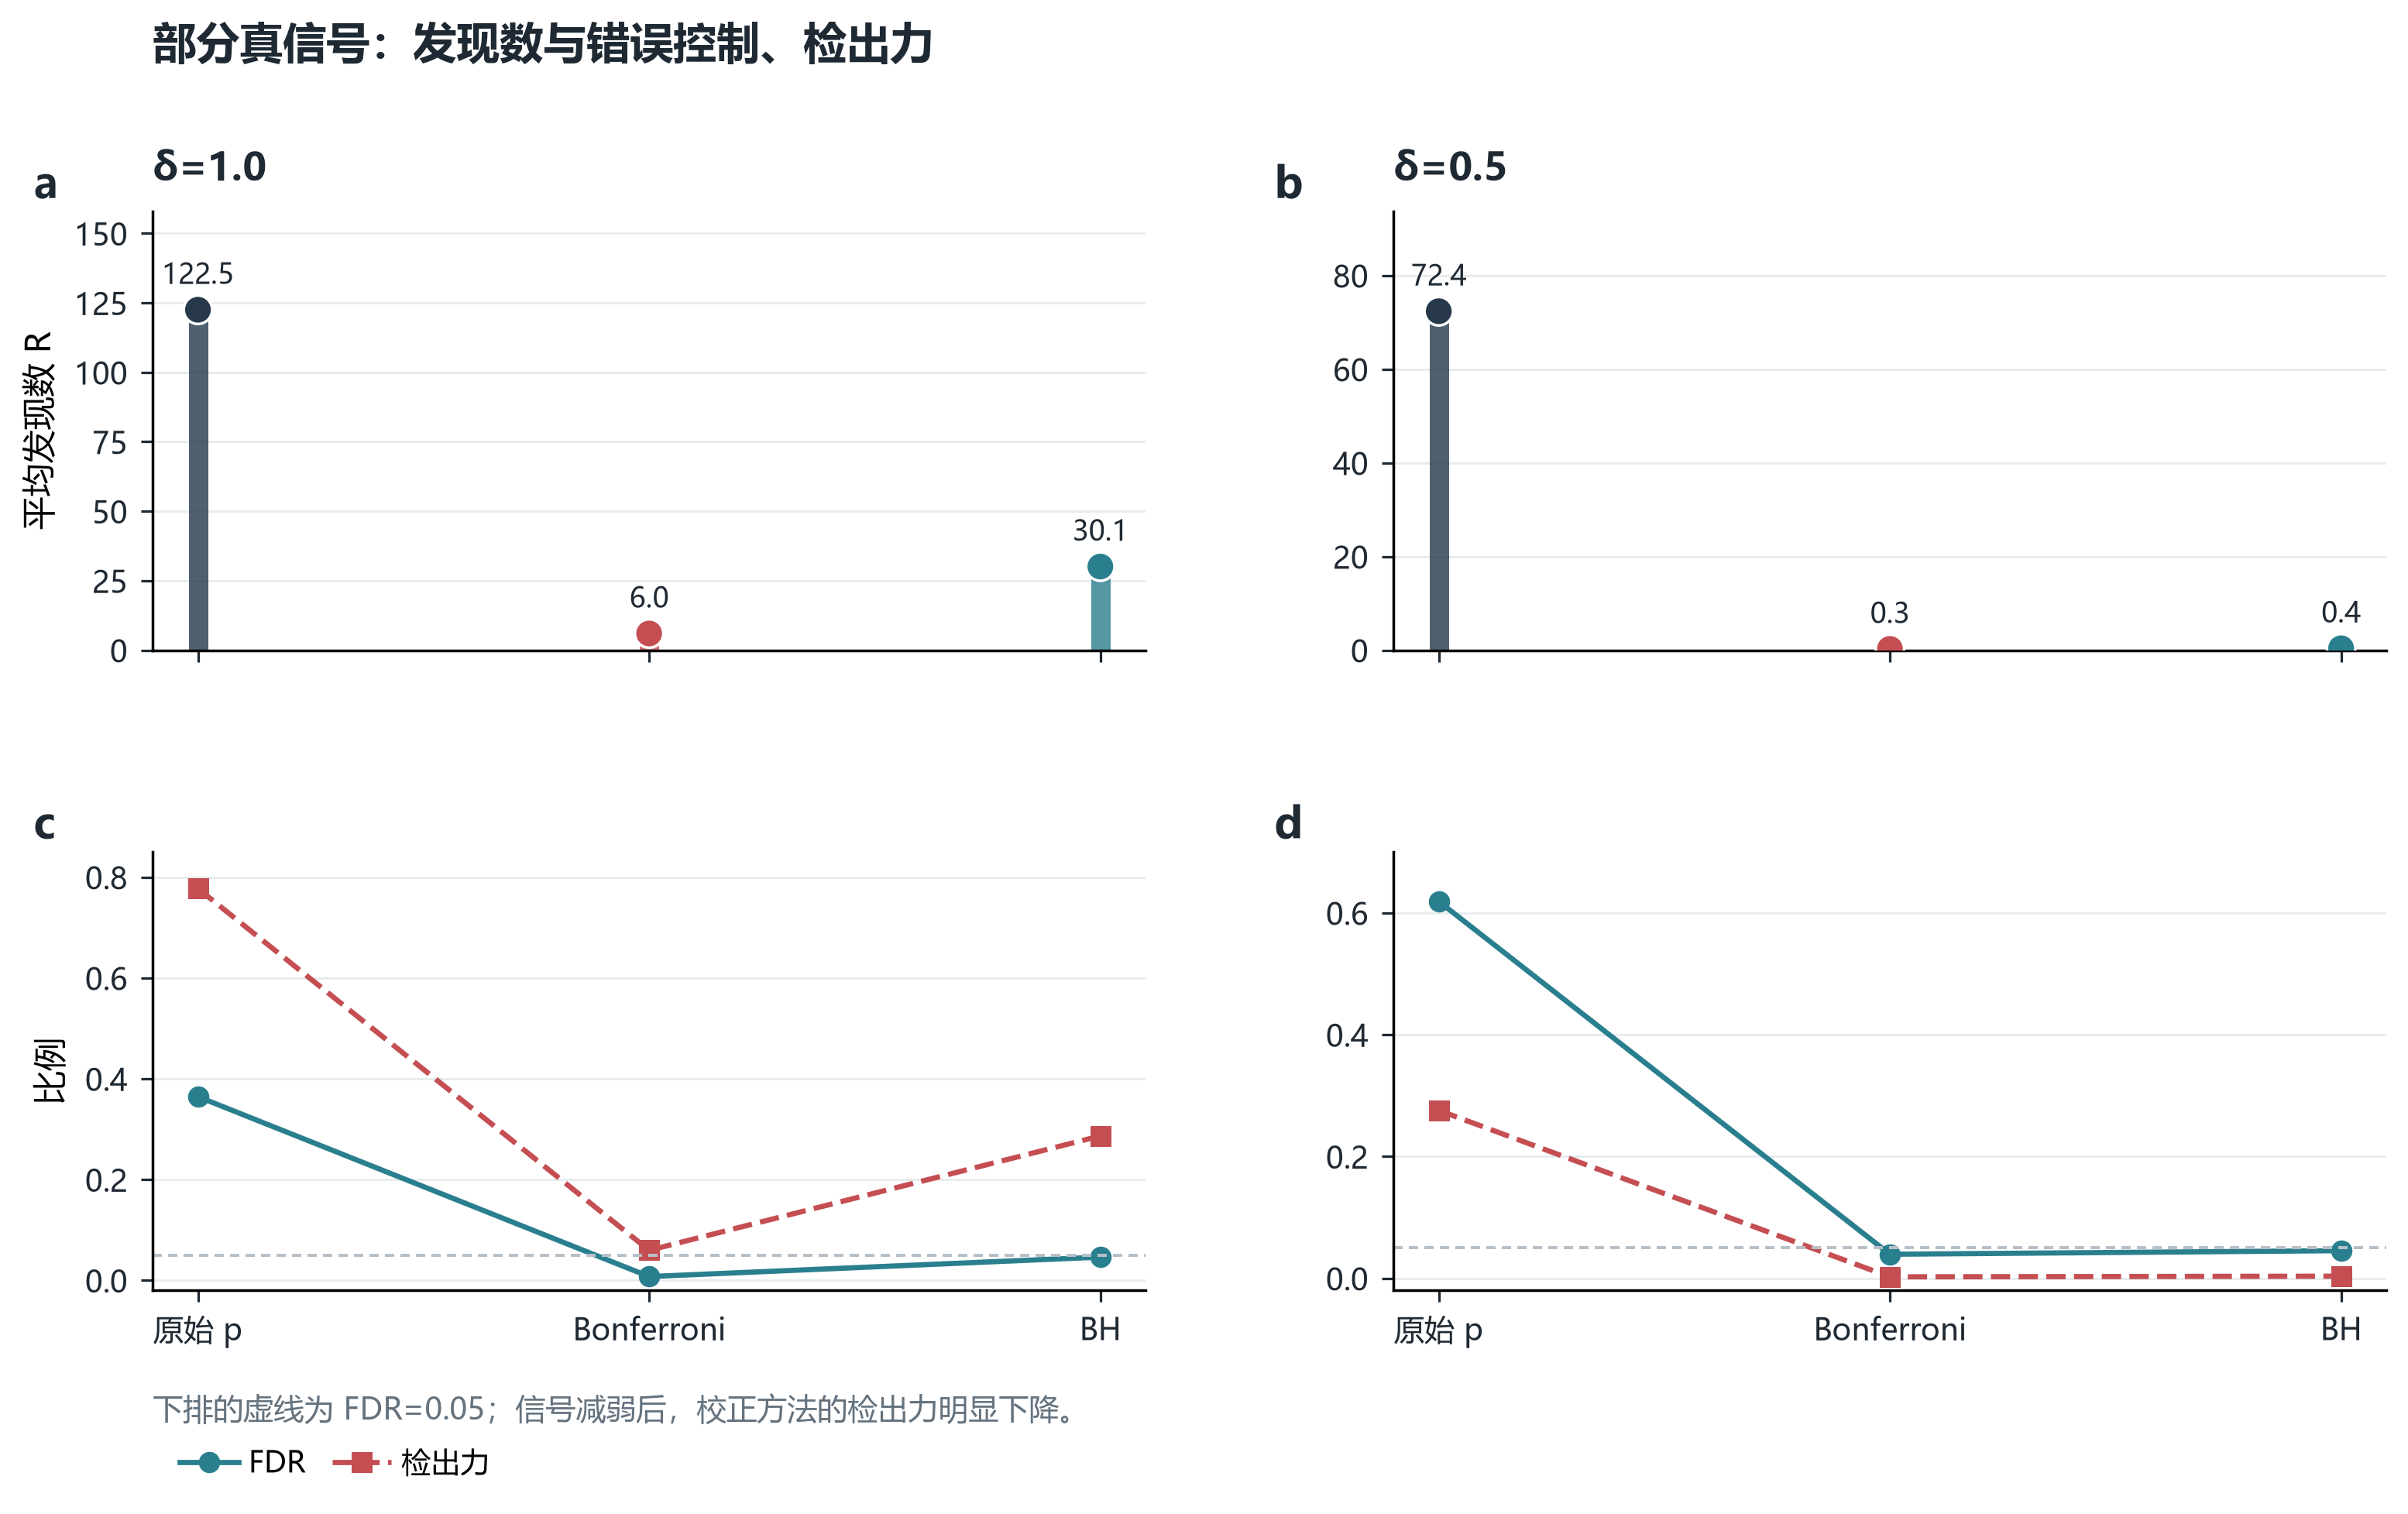 部分真信号：发现数与错误控制、检出力
a
δ=1.0
平均发现数 R
150
125
100
75
50
25
0
122.5
6.0
30.1
b
δ=0.5
80
60
40
20
0
72.4
0.3
0.4
c
比例
0.8
0.6
0.4
0.2
0.0
原始 p
Bonferroni
BH
d
0.6
0.4
0.2
0.0
原始 p
Bonferroni
BH
下排的虚线为 FDR=0.05；信号减弱后，校正方法的检出力明显下降。
FDR
检出力